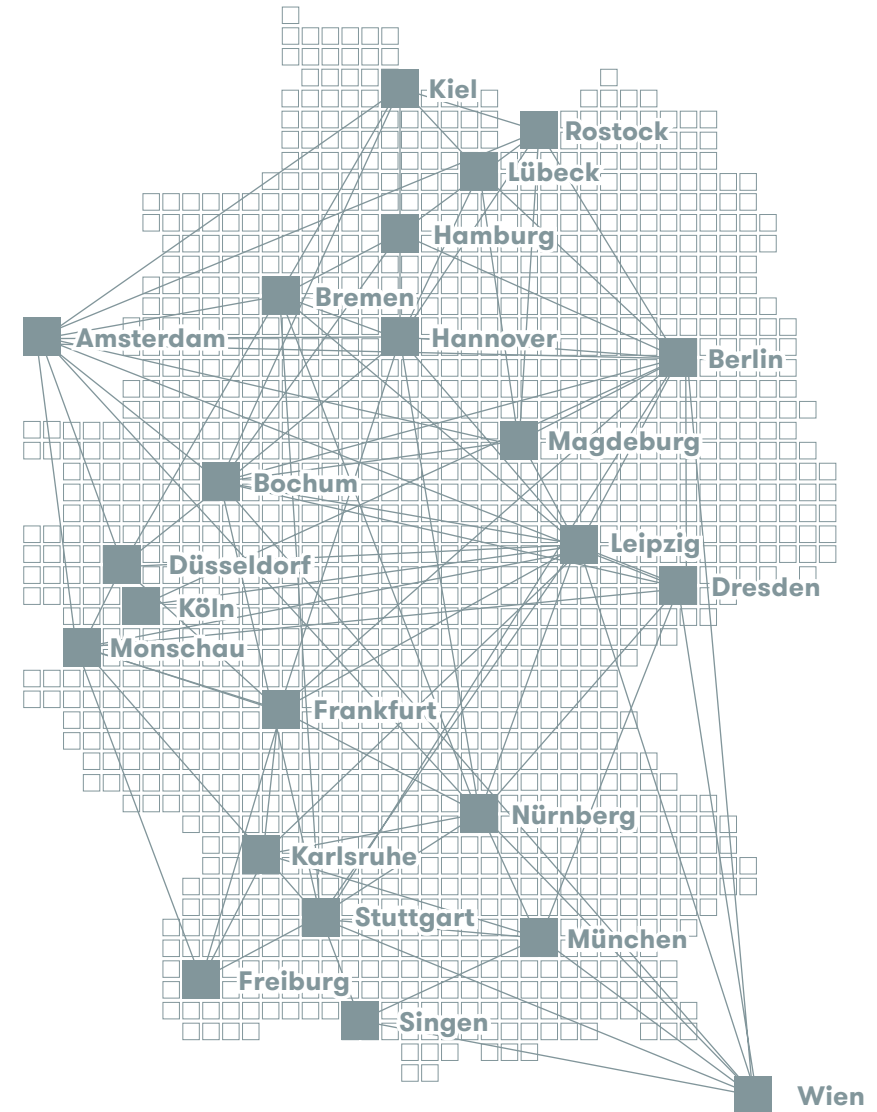 Kiel
Rostock
Lübeck
Hamburg
Bremen
Amsterdam
Hannover
Berlin
Magdeburg
Bochum
Leipzig
Düsseldorf
Dresden
Köln
Monschau
Frankfurt
Nürnberg
Karlsruhe
Stuttgart
München
Freiburg
Singen
Wien